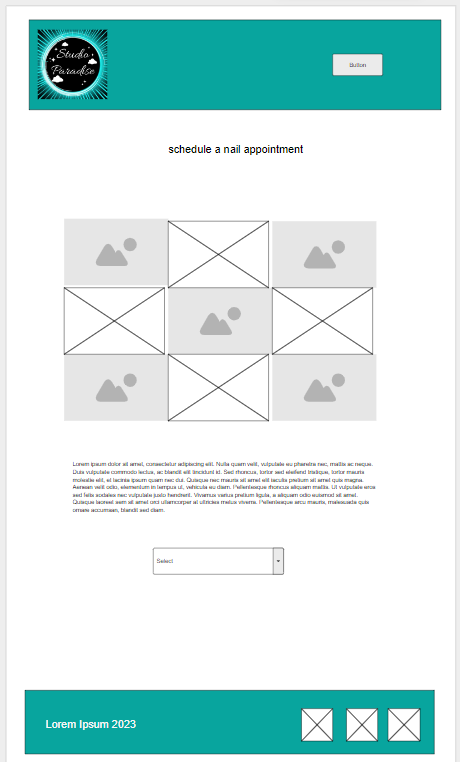 Studio
Paradise
Button
schedule a nail appointment
Lorem ipsum dolor sit amet, consectetur adipiscing elit. Nulla quam velit, vulputate eu pharetra nec, mattis ac neque.
Duis vulputate commodo lectus, ac blandit elit tincidunt id. Sed rhoncus, tortor sed eleifend tristique, tortor mauris
molestie elit, et lacinia ipsum quam nec dui. Quisque nec mauris sit amet elit iaculis pretium sit amet quis magna.
Aenean velit odio, elementum in tempus ut, vehicula eu diam. Pellentesque rhoncus aliquam mattis. Ut vulputate eros
sed felis sodales nec vulputate justo hendrerit. Vivamus varius pretium ligula, a aliquam odio euismod sit amet.
Quisque laoreet sem sit amet orci ullamcorper at ultricies metus viverra. Pellentesque arcu mauris, malesuada quis
ornare accumsan, blandit sed diam.
Select
Lorem Ipsum 2023